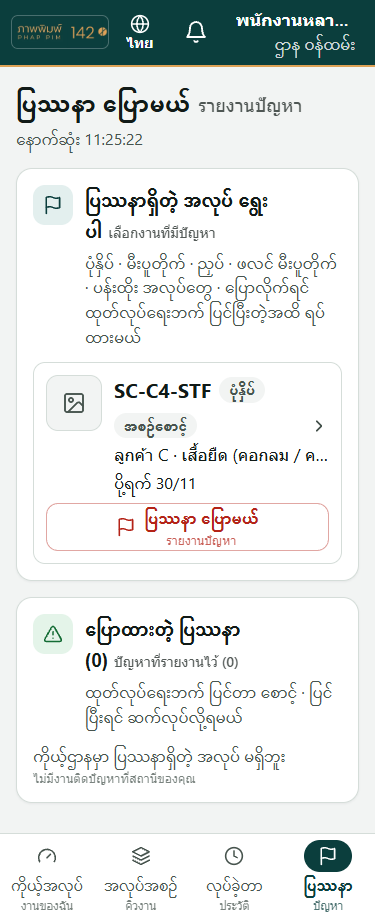 ภาพพิมพ์ 142
PHAP PIM
ไทย
พนักงานหลา...
ဌာန ဝန်ထမ်း
ပြဿနာ ပြောမယ် รายงานปัญหา
နောက်ဆုံး 11:25:22
ပြဿနာရှိတဲ့ အလုပ် ရွေး
ပါ เลือกงานที่มีปัญหา
ပုံနှိပ် · မီးပူတိုက် · ညှပ် · ဖလင် မီးပူတိုက်
· ပန်းထိုး အလုပ်တွေ · ပြောလိုက်ရင်
ထုတ်လုပ်ရေးဘက် ပြင်ပြီးတဲ့အထိ ရပ်
ထားမယ်
SC-C4-STF ပုံနှိပ်
အစဉ်စောင့်
ลูกค้า C · เสื้อยืด (คอกลม / ค...
ပို့ရက် 30/11
ပြဿနာ ပြောမယ်
รายงานปัญหา
ပြောထားတဲ့ ပြဿနာ
(0) ปัญหาที่รายงานไว้ (0)
ထုတ်လုပ်ရေးဘက် ပြင်တာ စောင့် · ပြင်
ပြီးရင် ဆက်လုပ်လို့ရမယ်
ကိုယ့်ဌာနမှာ ပြဿနာရှိတဲ့ အလုပ် မရှိဘူး
ไม่มีงานติดปัญหาที่สถานีของคุณ
ကိုယ့်အလုပ် အလုပ်အစဉ် လုပ်ခဲ့တာ ပြဿနာ
งานของฉัน คิวงาน ประวัติ ปัญหา